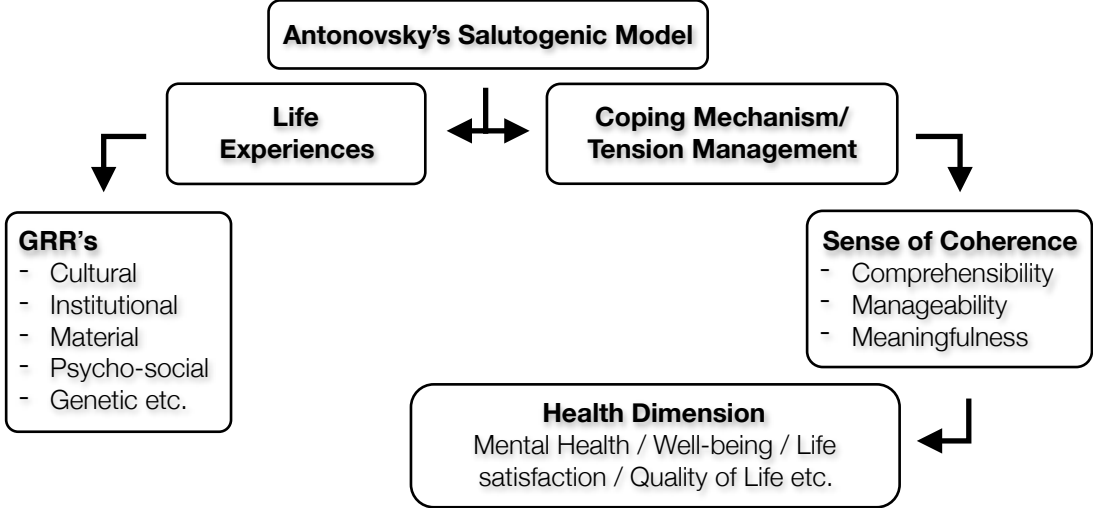 Antonovsky's Salutogenic Model
Life
Experiences
Coping Mechanism/
Tension Management
GRR's
- Cultural
- Institutional
- Material
- Psycho-social
- Genetic etc.
Sense of Coherence
- Comprehensibility
- Manageability
- Meaningfulness
Health Dimension
Mental Health / Well-being / Life
satisfaction / Quality of Life etc.